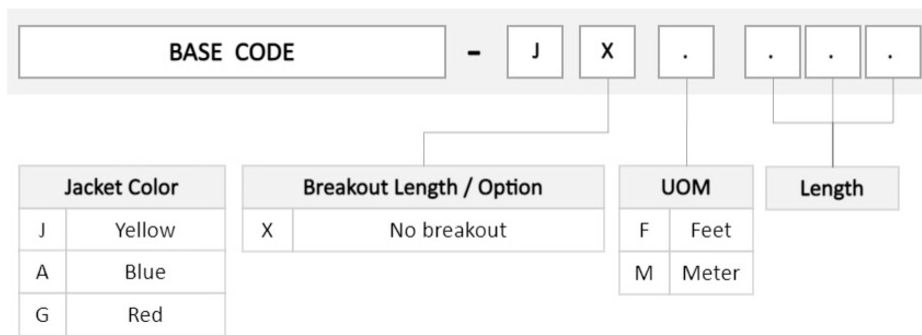 BASE CODE - J X . . . .
Jacket Color
J Yellow
A Blue
G Red
Breakout Length / Option
X No breakout
UOM
F Feet
M Meter
Length